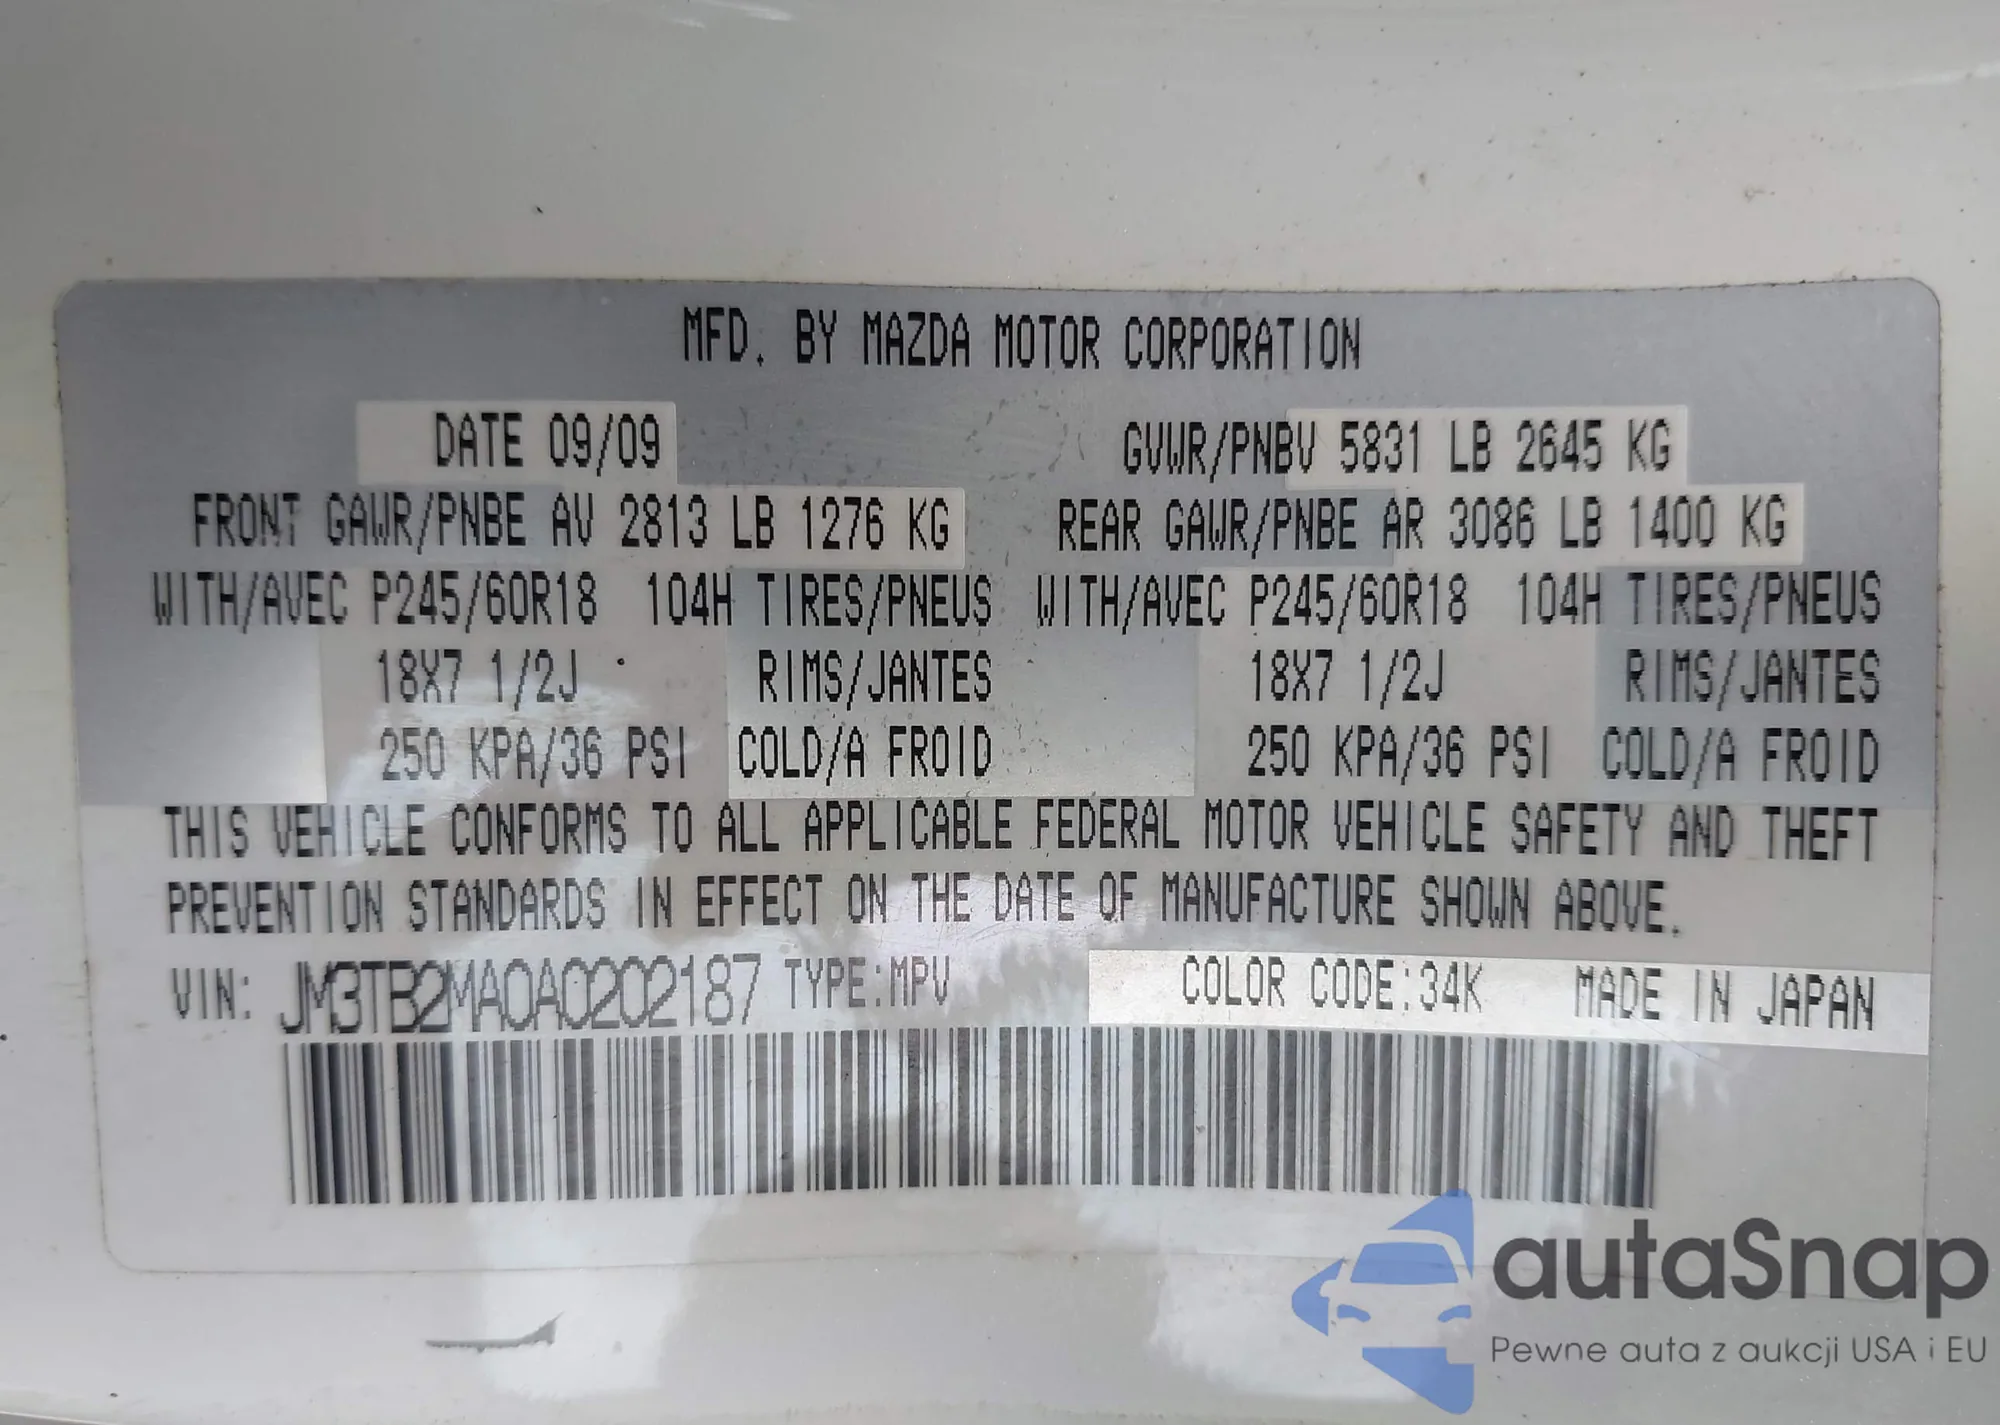 MFD. BY MAZDA MOTOR CORPORATION
DATE 09/09 GVWR/PNBV 5831 LB 2645 KG
FRONT GAWR/PNBE AV 2813 LB 1276 KG REAR GAWR/PNBE AR 3086 LB 1400 KG
WITH/AVEC P245/60R18 104H TIRES/PNEUS WITH/AVEC P245/60R18 104H TIRES/PNEUS
18X7 1/2J RIMS/JANTES 18X7 1/2J RIMS/JANTES
250 KPA/36 PSI COLD/A FROID 250 KPA/36 PSI COLD/A FROID
THIS VEHICLE CONFORMS TO ALL APPLICABLE FEDERAL MOTOR VEHICLE SAFETY AND THEFT
PREVENTION STANDARDS IN EFFECT ON THE DATE OF MANUFACTURE SHOWN ABOVE.
VIN: JM3TB2MA0A0202187 TYPE:MPV COLOR CODE:34K MADE IN JAPAN
autaSnap
Pewne auta z aukcji USA i EU